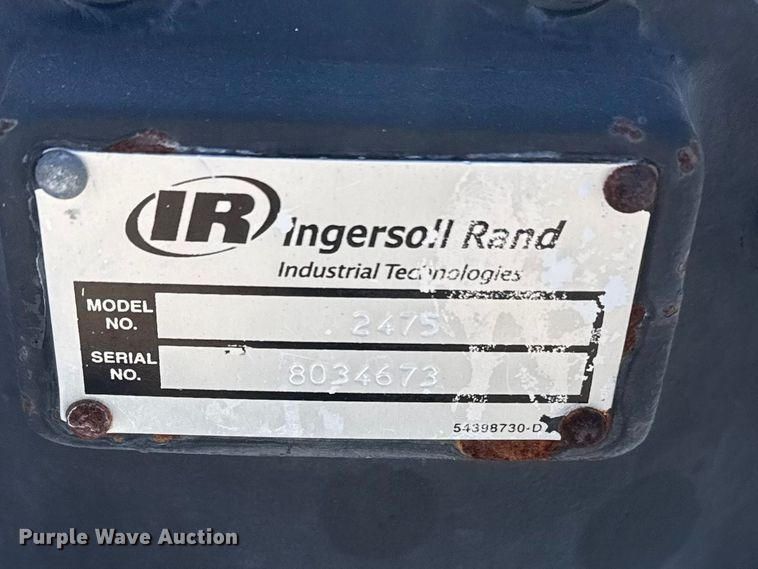 IR Ingersoll Rand
Industrial Technologies
MODEL NO. 2475
SERIAL NO. 8034673
54398730-D
Purple Wave Auction